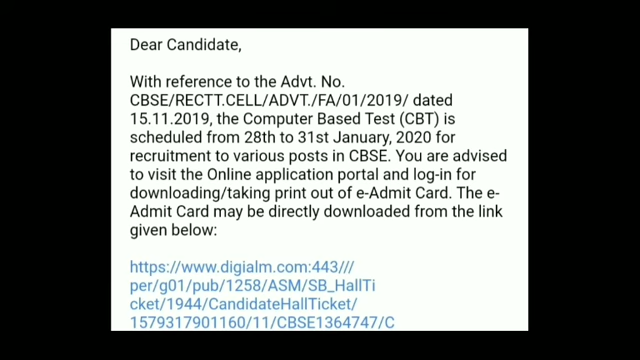 Dear Candidate,
With reference to the Advt. No.
CBSE/RECTT.CELL/ADVT./FA/01/2019/ dated
15.11.2019, the Computer Based Test (CBT) is
scheduled from 28th to 31st January, 2020 for
recruitment to various posts in CBSE. You are advised
to visit the Online application portal and log-in for
downloading/taking print out of e-Admit Card. The e-
Admit Card may be directly downloaded from the link
given below:
https://www.digialm.com:443///
per/g01/pub/1258/ASM/SB_HallTi
cket/1944/CandidateHallTicket/
1579317901160/11/CBSE1364747/C